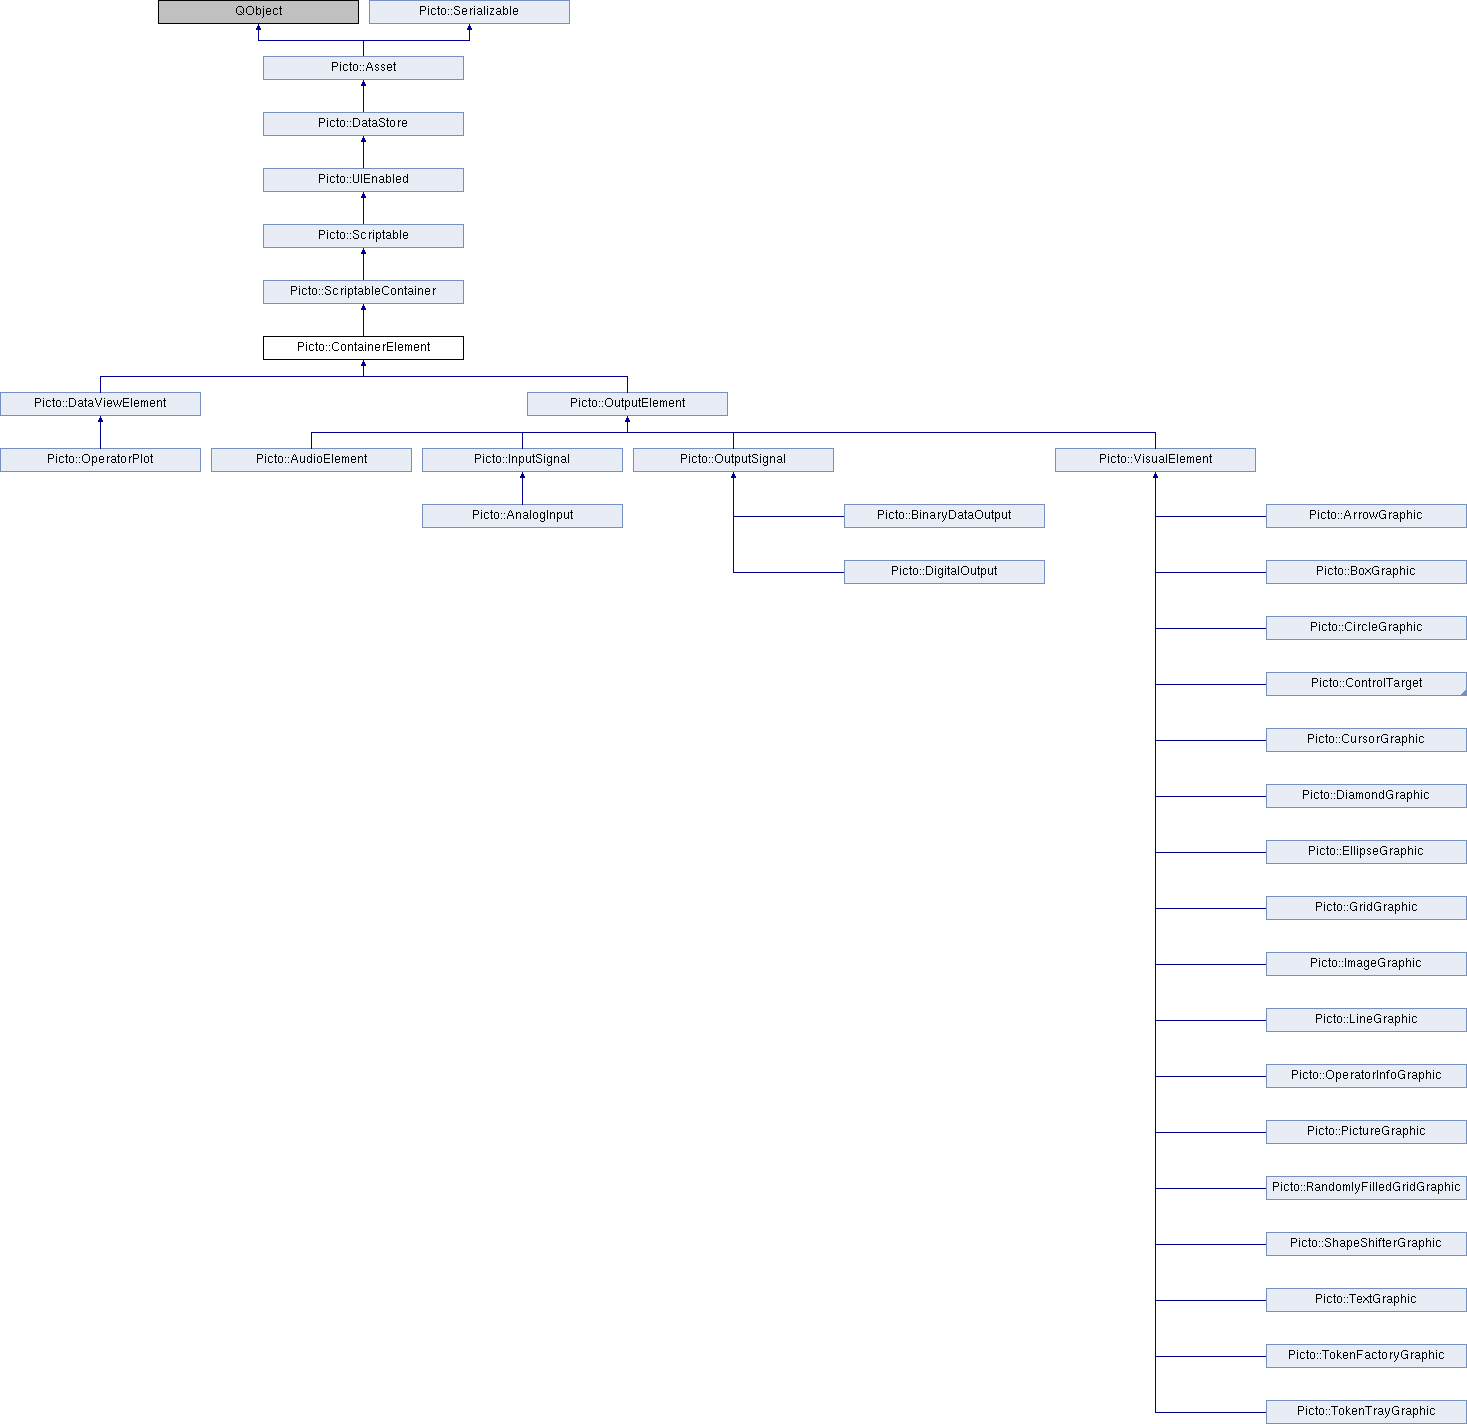 QObject
Picto::Serializable
Picto::Asset
Picto::DataStore
Picto::UIEnabled
Picto::Scriptable
Picto::ScriptableContainer
Picto::ContainerElement
Picto::DataViewElement
Picto::OutputElement
Picto::OperatorPlot
Picto::AudioElement
Picto::InputSignal
Picto::OutputSignal
Picto::VisualElement
Picto::AnalogInput
Picto::BinaryDataOutput
Picto::ArrowGraphic
Picto::DigitalOutput
Picto::BoxGraphic
Picto::CircleGraphic
Picto::ControlTarget
Picto::CursorGraphic
Picto::DiamondGraphic
Picto::EllipseGraphic
Picto::GridGraphic
Picto::ImageGraphic
Picto::LineGraphic
Picto::OperatorInfoGraphic
Picto::PictureGraphic
Picto::RandomlyFilledGridGraphic
Picto::ShapeShifterGraphic
Picto::TextGraphic
Picto::TokenFactoryGraphic
Picto::TokenTrayGraphic